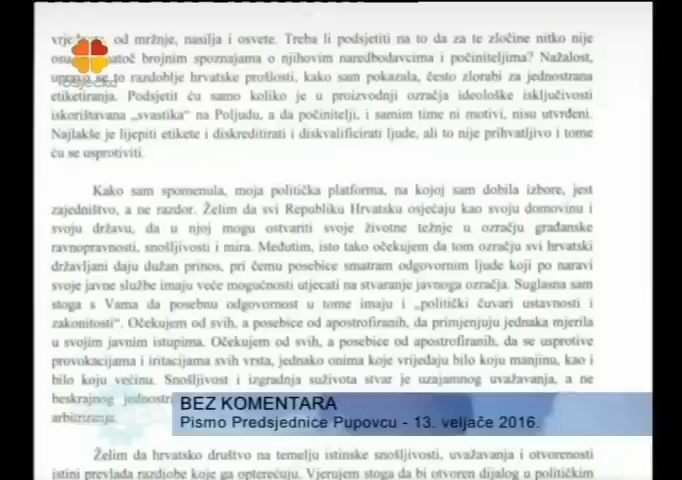 od mržnje, nasilja i osvete. Treba li podsjetiti na to da za te zločine nitko nije
brojnim spoznajama o njihovim naredbodavcima i počiniteljima? Nažalost,
upravo se to razdoblje hrvatske prošlosti, kako sam pokazala, često zlorabi za jednostrana
etiketiranja. Podsjetit ću samo koliko je u proizvodnji ozračja ideološke isključivosti
iskorištavana „svastika" na Poljudu, a da počinitelji, i samim time ni motivi, nisu utvrđeni.
Najlakše je lijepiti etikete i diskreditirati i diskvalificirati ljude, ali to nije prihvatljivo i tome
ću se usprotiviti.
Kako sam spomenula, moja politička platforma, na kojoj sam dobila izbore, jest
zajedništvo, a ne razdor. Želim da svi Republiku Hrvatsku osjećaju kao svoju domovinu i
svoju državu, da u njoj mogu ostvariti svoje životne težnje u ozračju građanske
ravnopravnosti, snošljivosti i mira. Međutim, isto tako očekujem da tom ozračju svi hrvatski
državljani daju dužan prinos, pri čemu posebice smatram odgovornim ljude koji po naravi
svoje javne službe imaju veće mogućnosti utjecati na stvaranje javnoga ozračja. Suglasna sam
stoga s Vama da posebnu odgovornost u tome imaju i „politički čuvari ustavnosti i
zakonitosti". Očekujem od svih, a posebice od apostrofiranih, da primjenjuju jednaka mjerila
u svojim javnim istupima. Očekujem od svih, a posebice od apostrofiranih, da se usprotive
provokacijama i iritacijama svih vrsta, jednako onima koje vrijeđaju bilo koju manjinu, kao i
bilo koju većinu. Snošljivost i izgradnja suživota stvar je uzajamnog uvažavanja, a ne
beskrajnog
arbitriranja.
BEZ KOMENTARA
Pismo Predsjednice Pupovcu - 13. veljače 2016.
Želim da hrvatsko društvo na temelju istinske snošljivosti, uvažavanja i otvorenosti
istini prevlada razdiobe koje ga opterećuju. Vjerujem stoga da bi otvoren dijalog u političkim